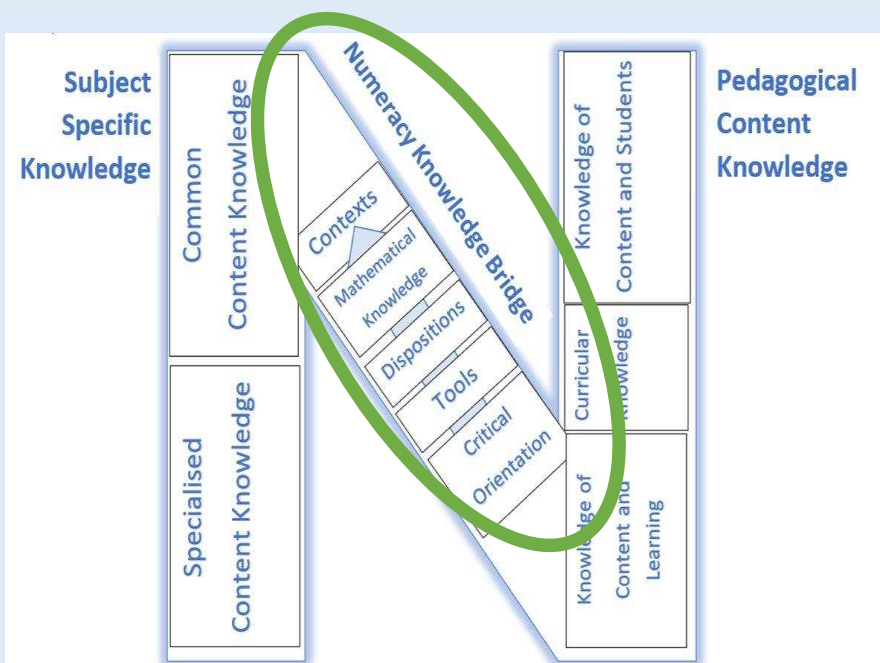 Subject
Specific
Knowledge
Common
Content Knowledge
Specialised
Content Knowledge
Numeracy Knowledge Bridge
Contexts
Mathematical
Knowledge
Dispositions
Tools
Critical
Orientation
Knowledge of
Content and Students
Curricular
Knowledge
Knowledge of
Content and
Learning
Pedagogical
Content
Knowledge